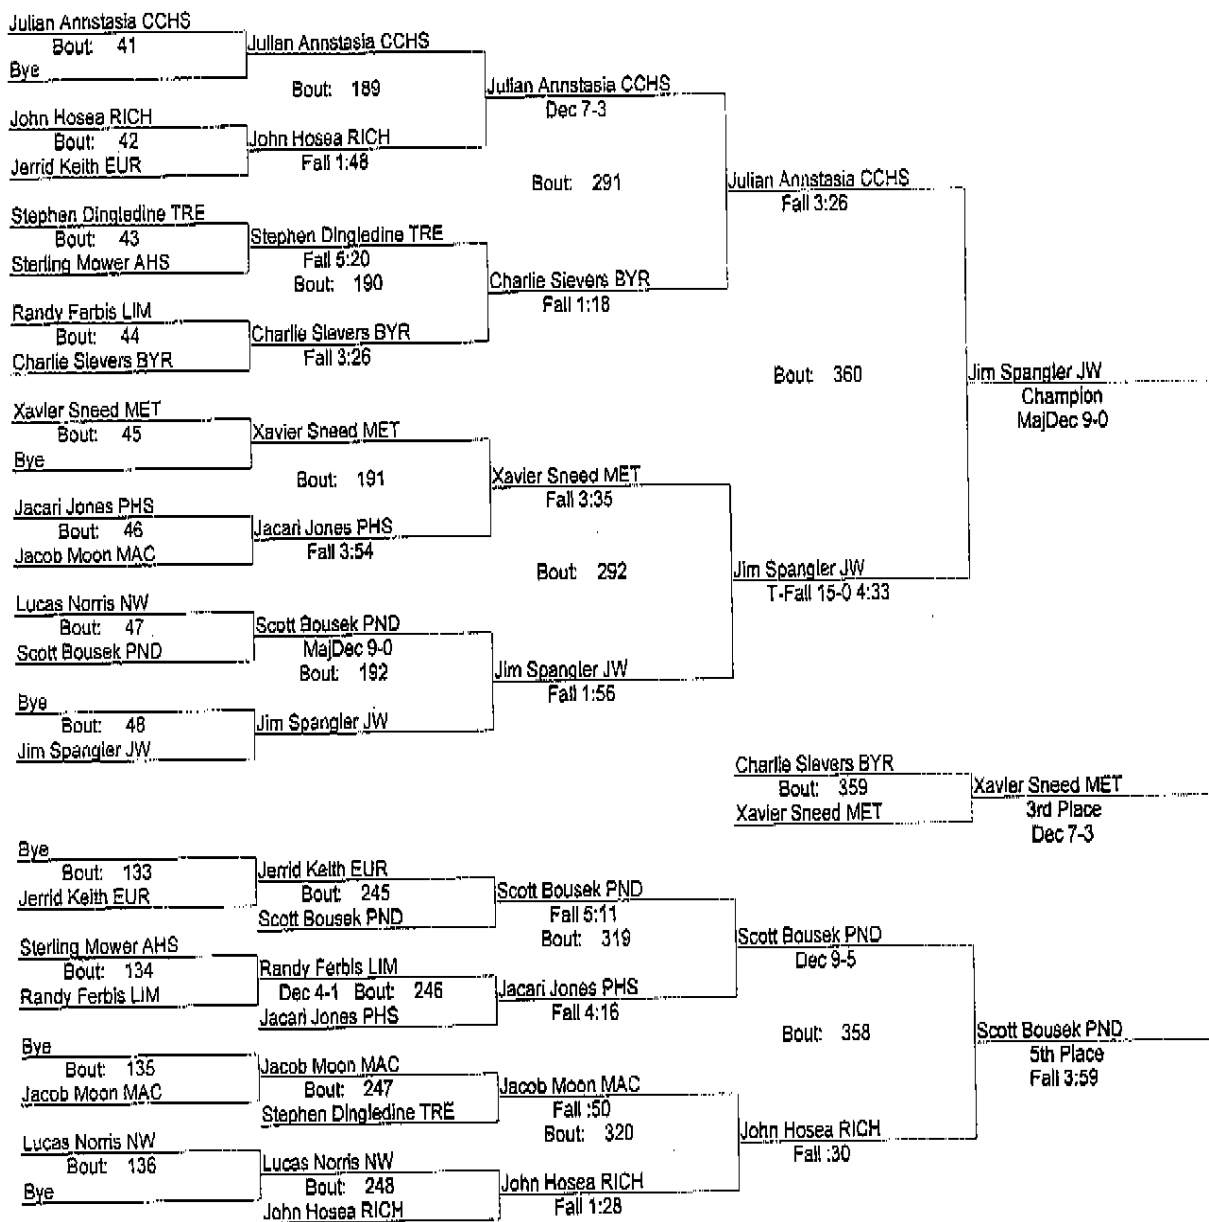 Julian Annstasia CCHS
Bout: 41
Bye
Julian Annstasia CCHS
Bout: 189
John Hosea RICH
Bout: 42
Jerrid Keith EUR
John Hosea RICH
Fall 1:48
Julian Annstasia CCHS
Dec 7-3
Bout: 291
Stephen Dingledine TRE
Bout: 43
Sterling Mower AHS
Stephen Dingledine TRE
Fall 5:20
Bout: 190
Randy Ferbis LIM
Bout: 44
Charlie Sievers BYR
Charlie Sievers BYR
Fall 3:26
Charlie Sievers BYR
Fall 1:18
Julian Annstasia CCHS
Fall 3:26
Bout: 360
Xavier Sneed MET
Bout: 45
Bye
Xavier Sneed MET
Bout: 191
Jacari Jones PHS
Bout: 46
Jacob Moon MAC
Jacari Jones PHS
Fall 3:54
Xavier Sneed MET
Fall 3:35
Bout: 292
Lucas Norris NW
Bout: 47
Scott Bousek PND
Scott Bousek PND
MajDec 9-0
Bout: 192
Bye
Bout: 48
Jim Spangler JW
Jim Spangler JW
Jim Spangler JW
Fall 1:56
Jim Spangler JW
T-Fall 15-0 4:33
Jim Spangler JW
Champion
MajDec 9-0
Charlie Sievers BYR
Bout: 359
Xavier Sneed MET
Xavier Sneed MET
3rd Place
Dec 7-3
Bye
Bout: 133
Jerrid Keith EUR
Jerrid Keith EUR
Bout: 245
Scott Bousek PND
Scott Bousek PND
Fall 5:11
Bout: 319
Sterling Mower AHS
Bout: 134
Randy Ferbis LIM
Randy Ferbis LIM
Dec 4-1 Bout: 246
Jacari Jones PHS
Jacari Jones PHS
Fall 4:16
Scott Bousek PND
Dec 9-5
Bout: 358
Bye
Bout: 135
Jacob Moon MAC
Jacob Moon MAC
Bout: 247
Stephen Dingledine TRE
Jacob Moon MAC
Fall :50
Bout: 320
Lucas Norris NW
Bout: 136
Bye
Lucas Norris NW
Bout: 248
John Hosea RICH
John Hosea RICH
Fall 1:28
John Hosea RICH
Fall :30
Scott Bousek PND
5th Place
Fall 3:59